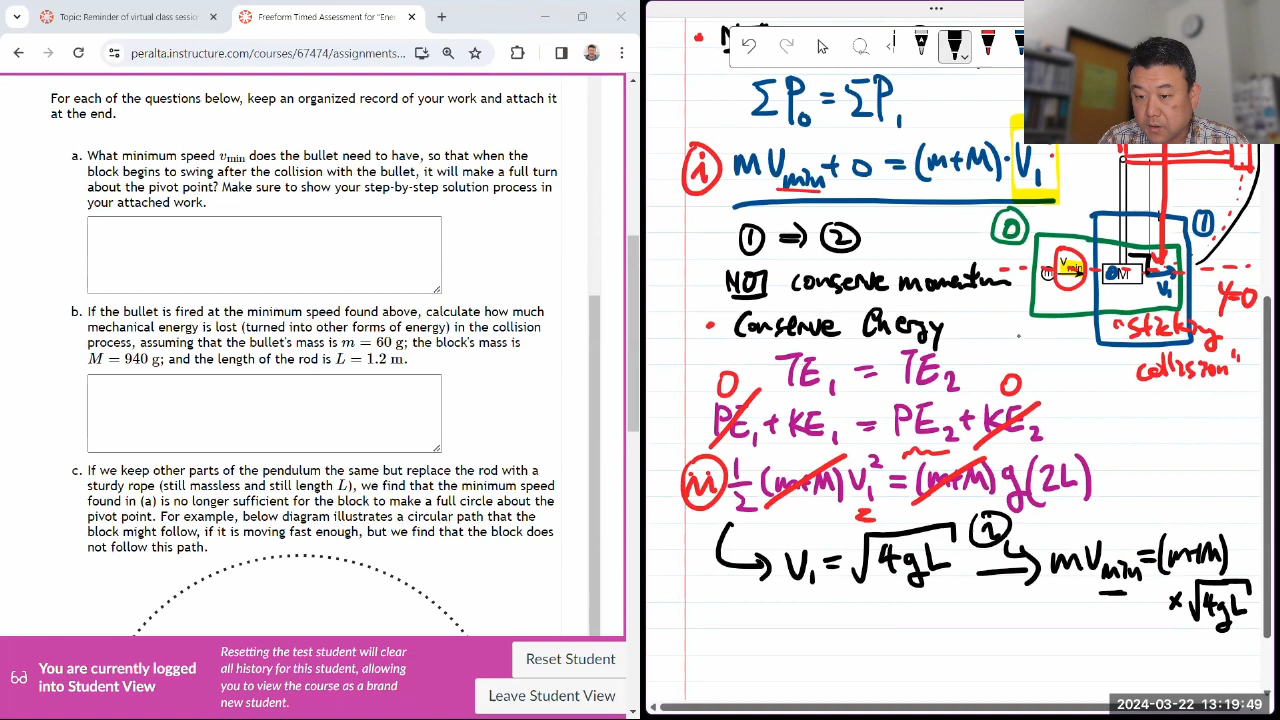 Topic: Reminder of virtual class sessi
Freeform Timed Assessment for "Ener
peralta.instructure.com/courses/67474/assignments...
For each of the questions below, keep an organized record of your work and attach it
at the end.
a. What minimum speed vmin does the bullet need to have, so that when the
block begins to swing after the collision with the bullet, it will make a full turn
about the pivot point? Make sure to show your step-by-step solution process in
your attached work.
b. If the bullet is fired at the minimum speed found above, calculate how much
mechanical energy is lost (turned into other forms of energy) in the collision
process, assuming the bullet's mass is m = 60 g; the block's mass is
M = 940 g; and the length of the rod is L = 1.2 m.
c. If we keep other parts of the pendulum the same but replace the rod with a
sturdy rope (still massless and full length L), we find that the minimum speed
found in (a) is no longer sufficient for the block to make a full circle about the
pivot point. For example, below diagram illustrates a circular path that the
block might follow, if it is moving fast enough, but we find that the block does
not follow this path.
You are currently logged
into Student View
Resetting the test student will clear
all history for this student, allowing
you to view the course as a brand
new student.
Reset Student
Leave Student View
ΣP₀ = ΣP₁
i mVmin + 0 = (m+M)·V₁
① ⇒ ②
NOT conserve momentum
• Conserve Energy
TE₁ = TE₂
0 0
PE₁ + KE₁ = PE₂ + KE₂
ii ½ (m+M) V₁² = (m+M) g(2L)
2
↳ V₁ = √4gL i → mVmin = (m+M)
× √4gL
0
1
m
Vmin
M
V₁
y=0
"sticking
collision"
2024-03-22 13:19:49